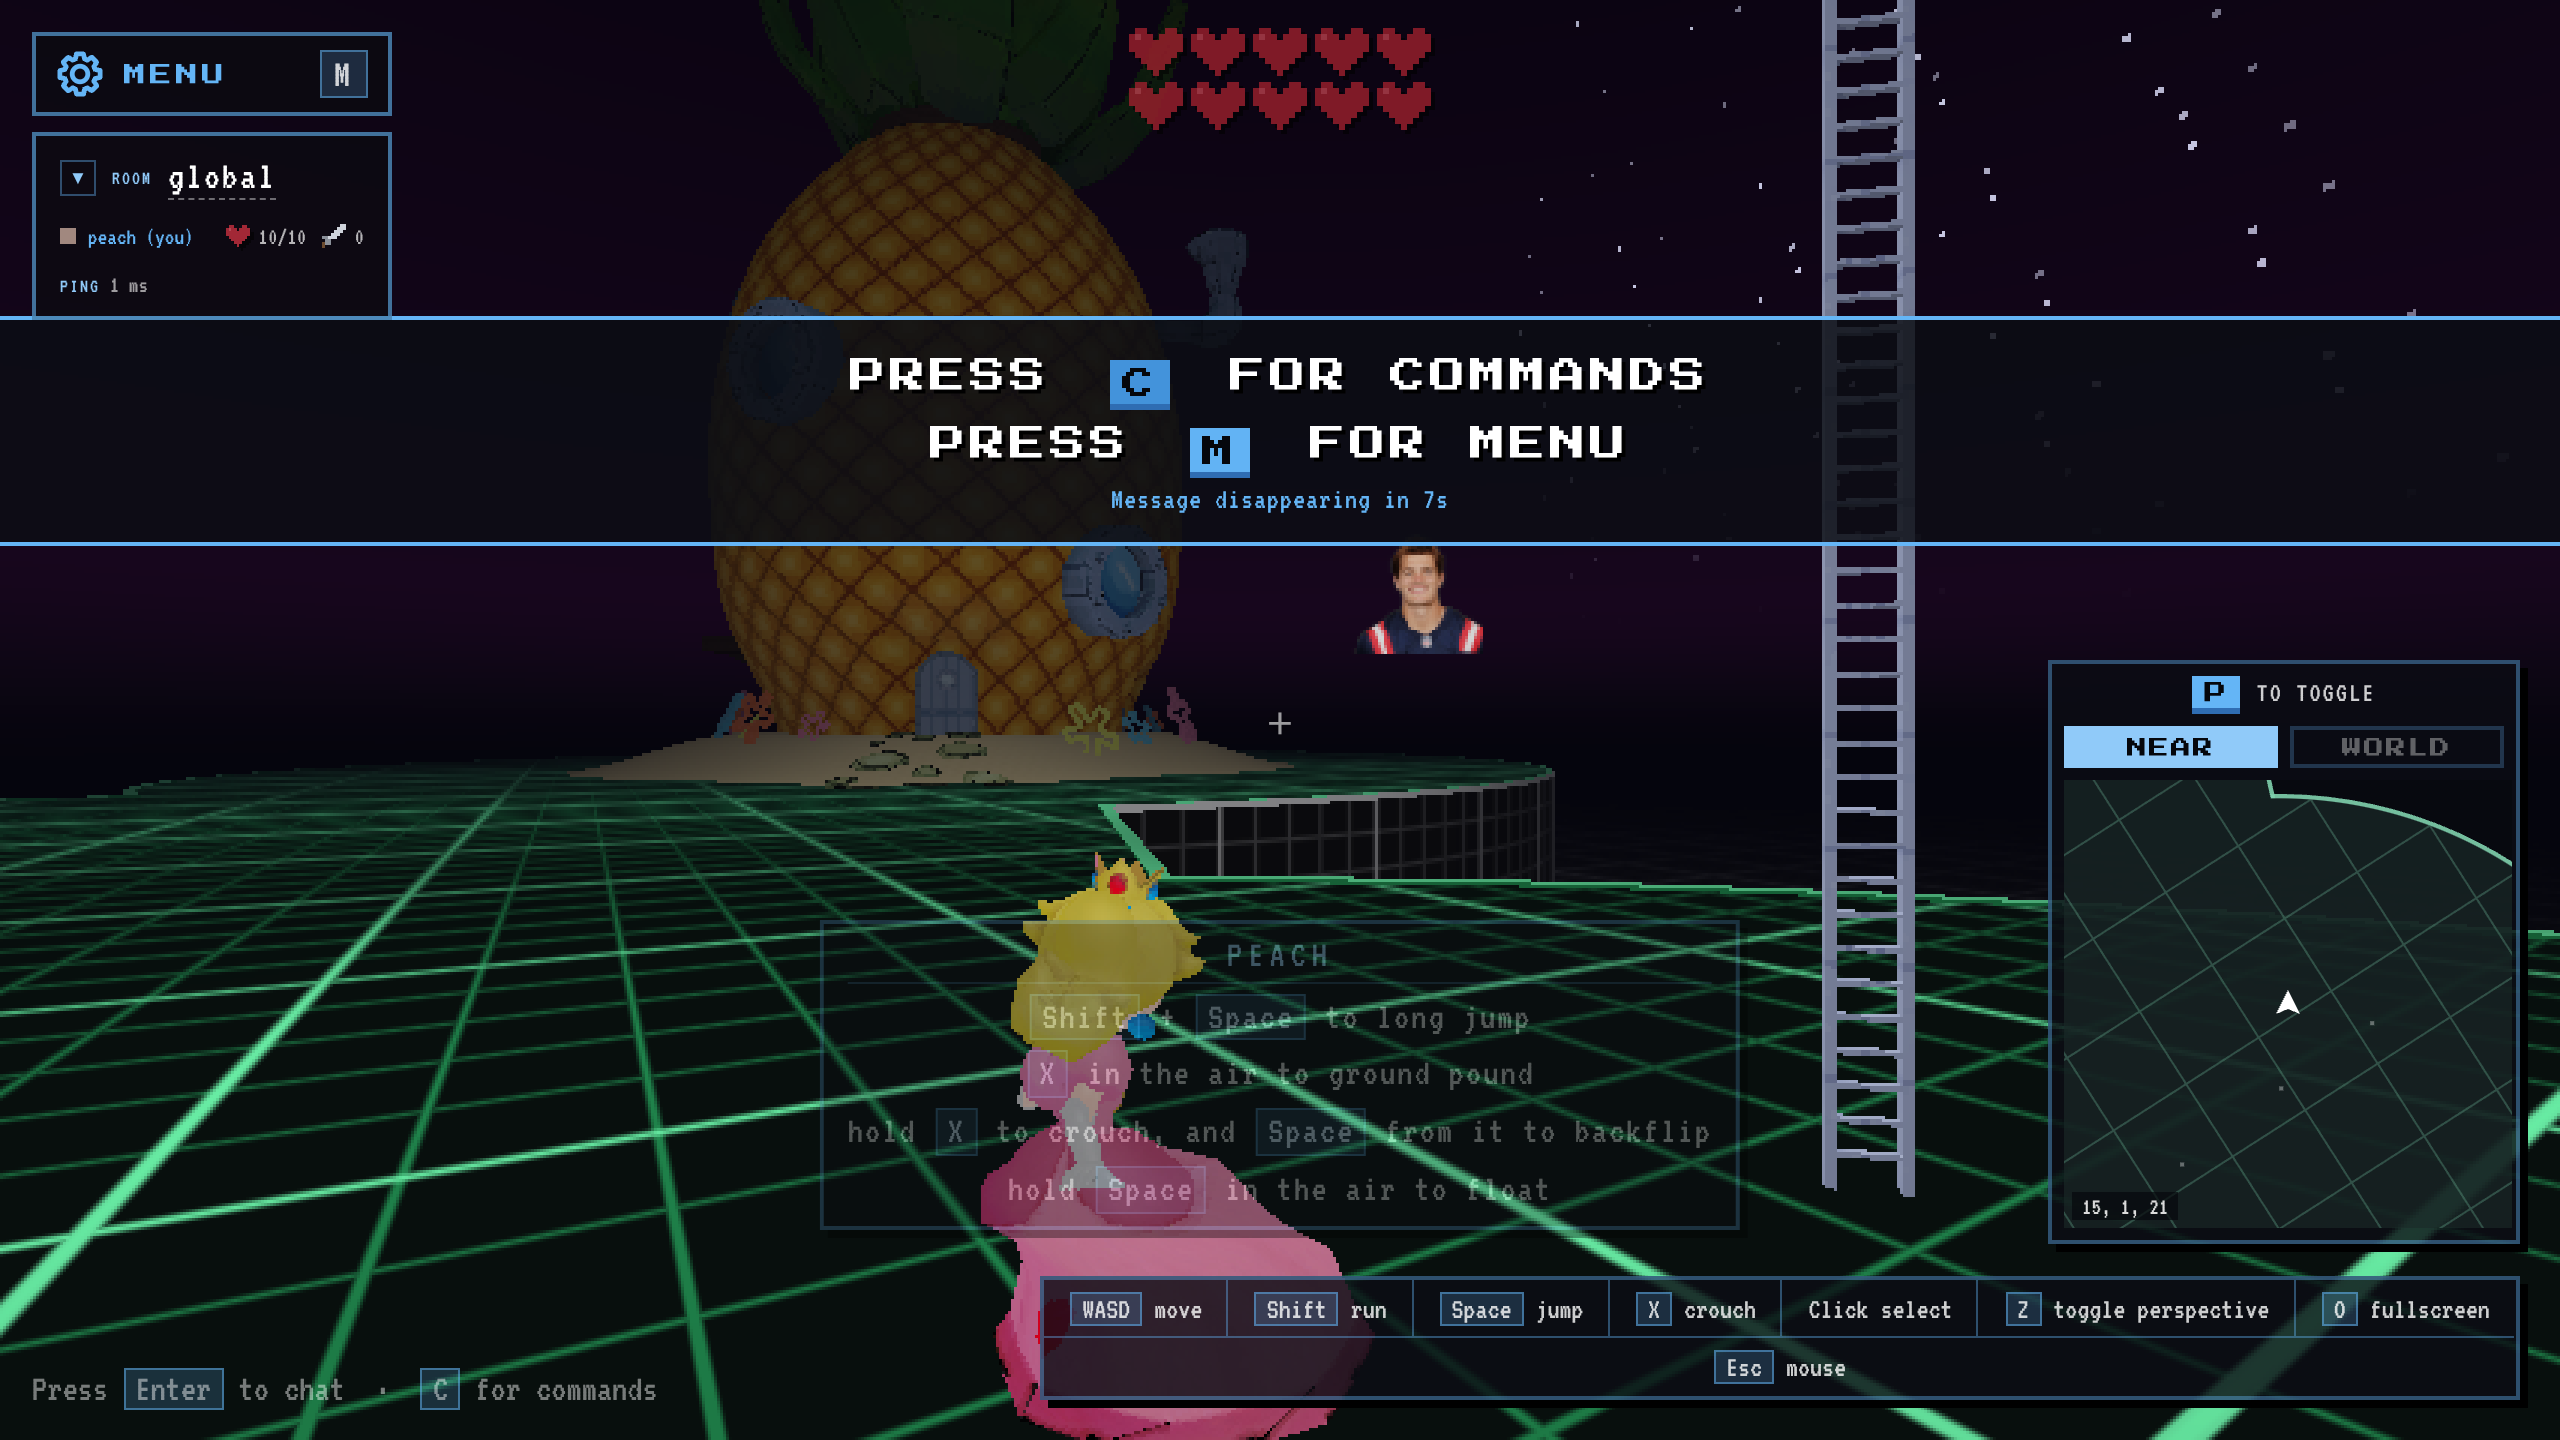 MENU M
▼ ROOM global
peach (you) 10/10 0
PING 1 ms
PRESS C FOR COMMANDS
PRESS M FOR MENU
Message disappearing in 7s
P TO TOGGLE
NEAR WORLD
15, 1, 21
PEACH
Shift + Space to long jump
X in the air to ground pound
hold X to crouch, and Space from it to backflip
hold Space in the air to float
WASD move Shift run Space jump X crouch Click select Z toggle perspective O fullscreen
Esc mouse
Press Enter to chat · C for commands